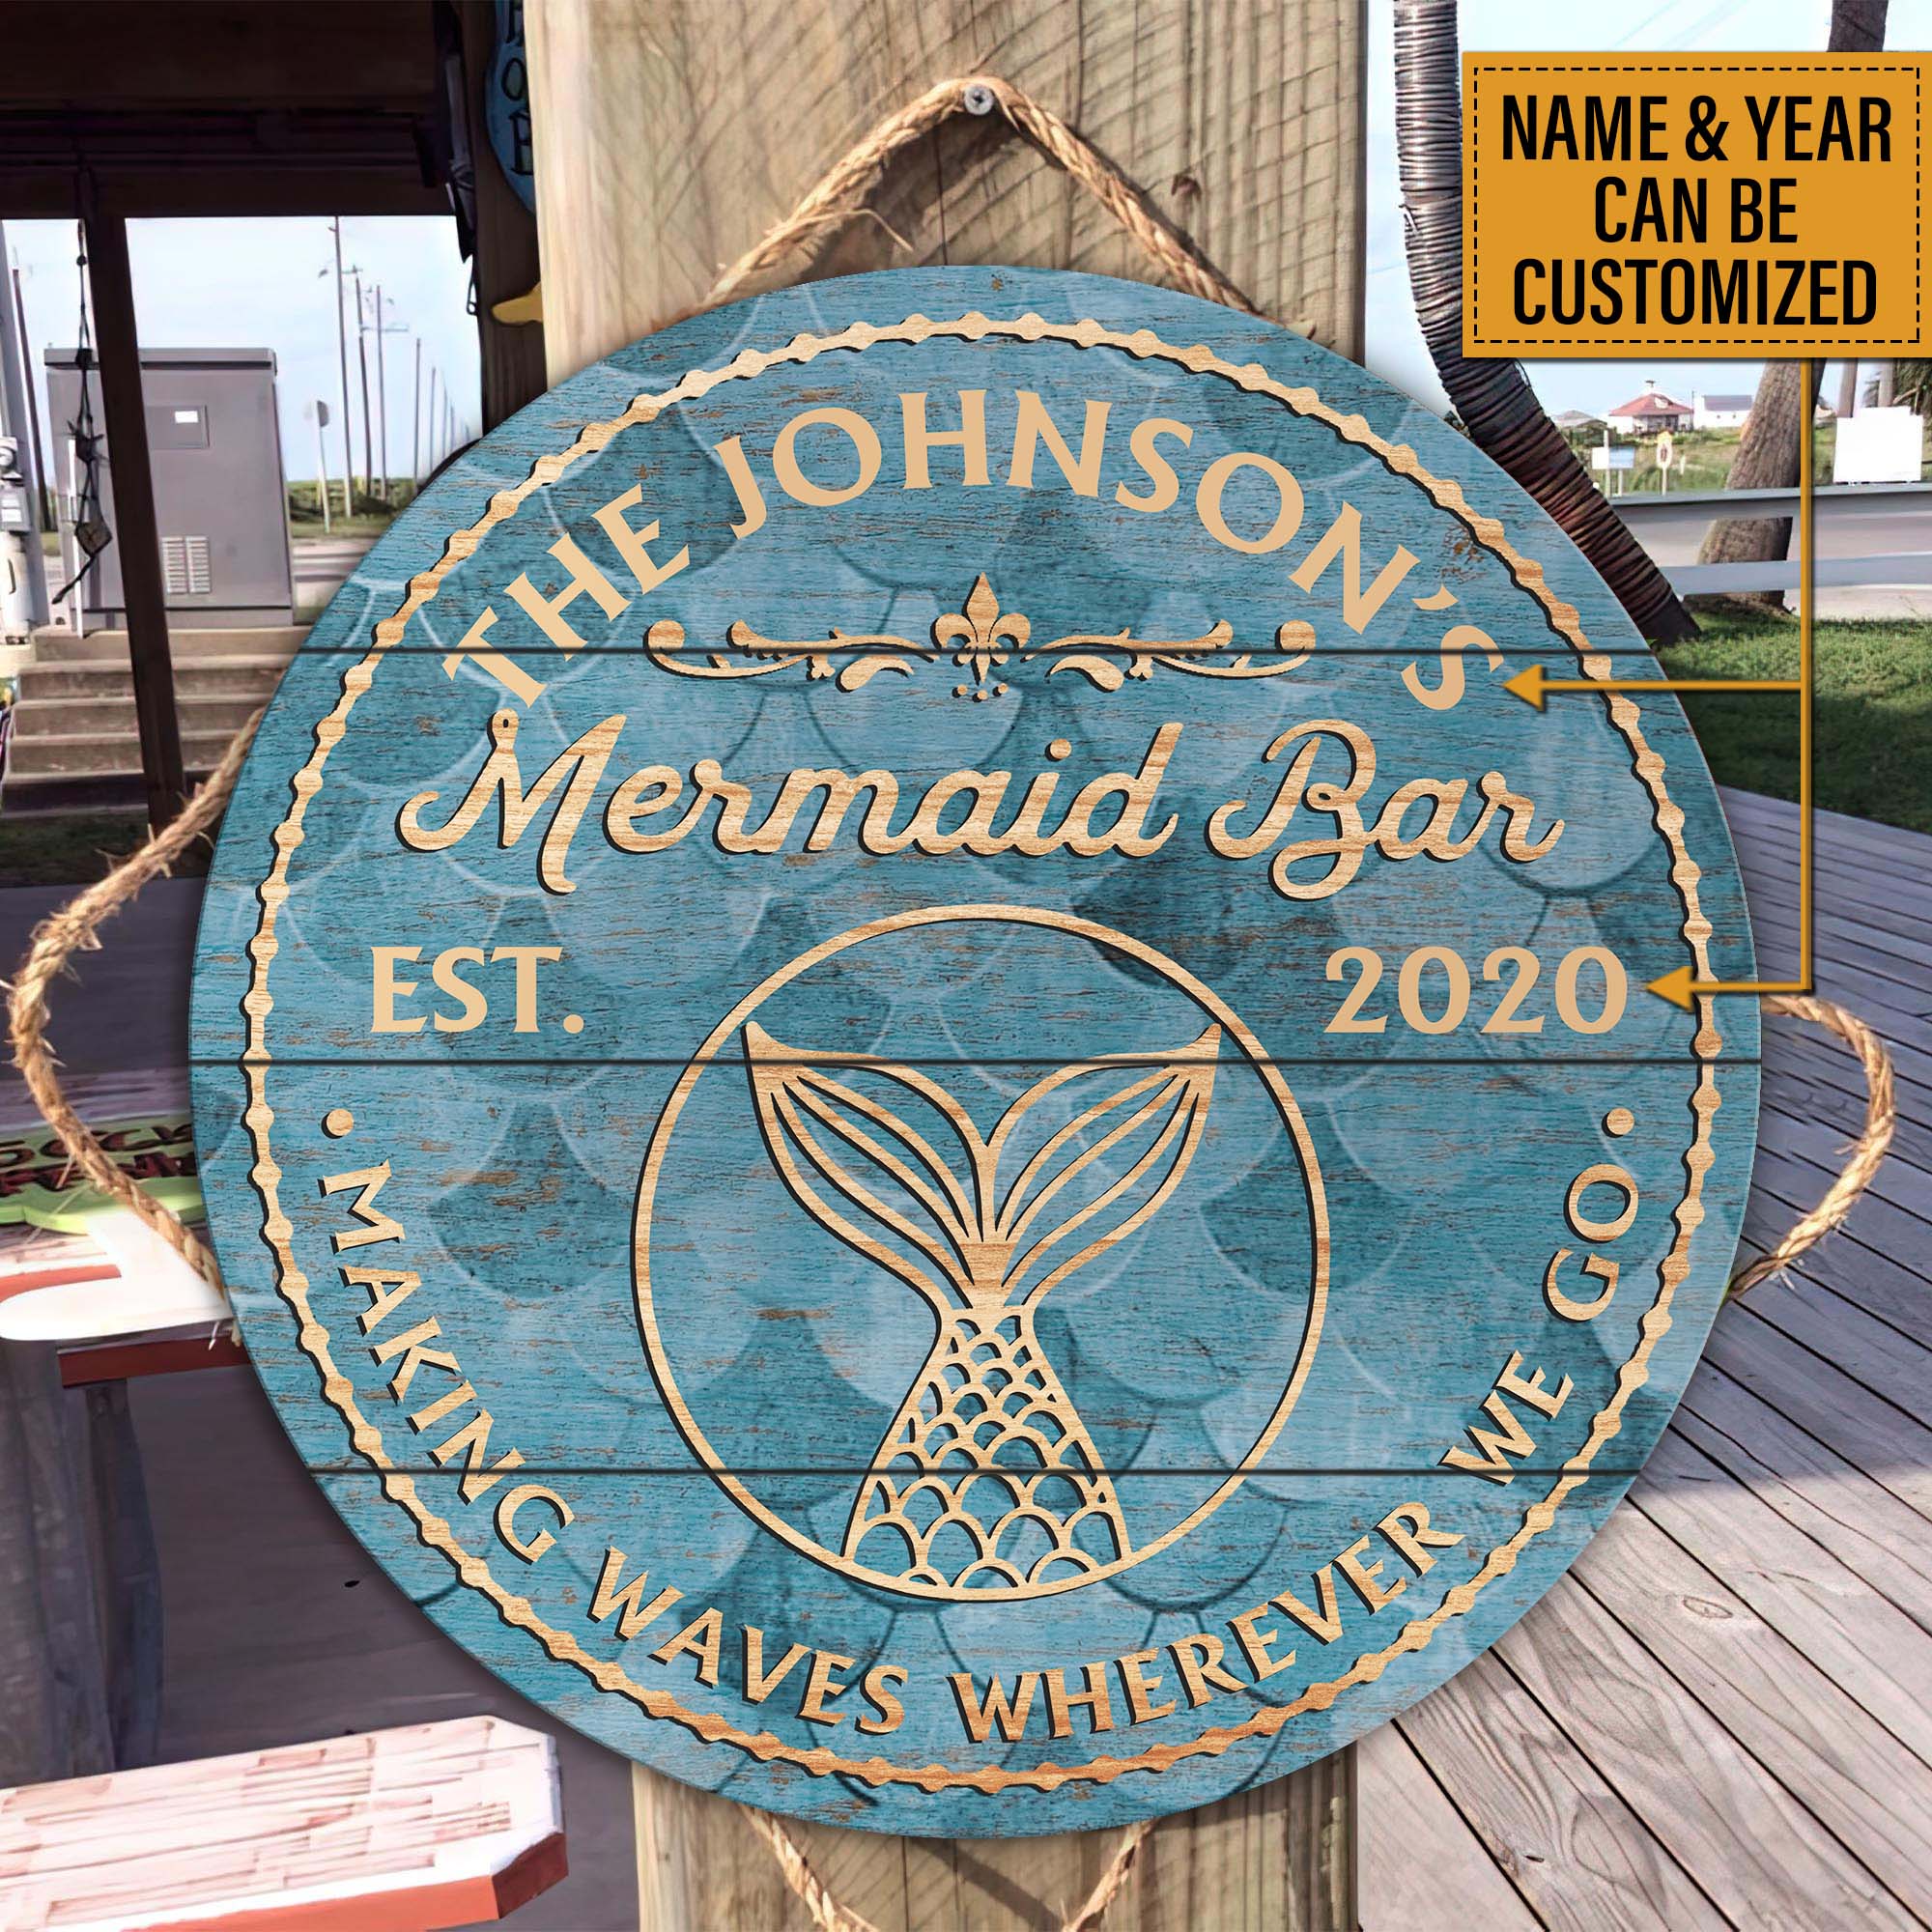 NAME & YEAR
CAN BE
CUSTOMIZED
THE JOHNSON'S
Mermaid Bar
EST. 2020
• MAKING WAVES WHEREVER WE GO •